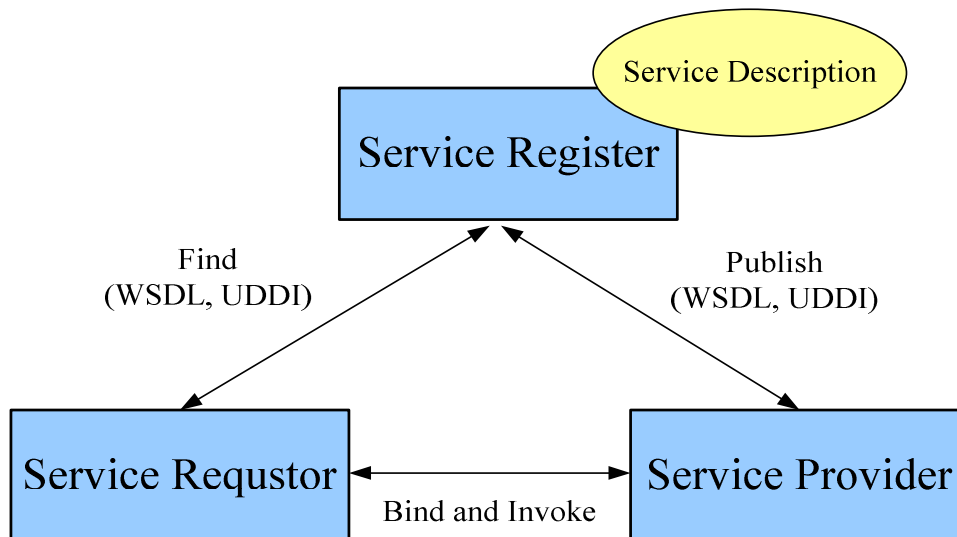 Service Description
Service Register
Find
(WSDL, UDDI)
Publish
(WSDL, UDDI)
Service Requstor
Service Provider
Bind and Invoke